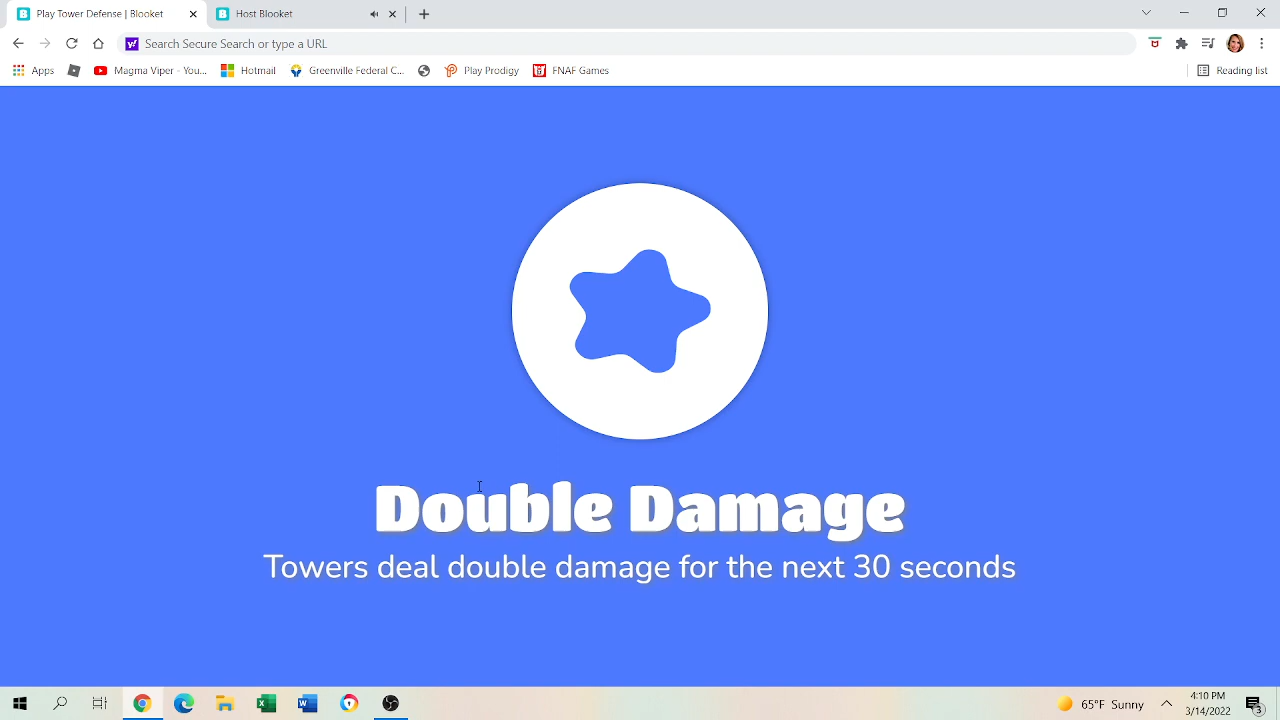 Play Tower Defense | Blooket
Host Blooket
Search Secure Search or type a URL
Apps
Magma Viper - You...
Hotmail
Greenville Federal C...
Play Prodigy
FNAF Games
Reading list
Double Damage
Towers deal double damage for the next 30 seconds
65°F Sunny
4:10 PM
3/14/2022
3